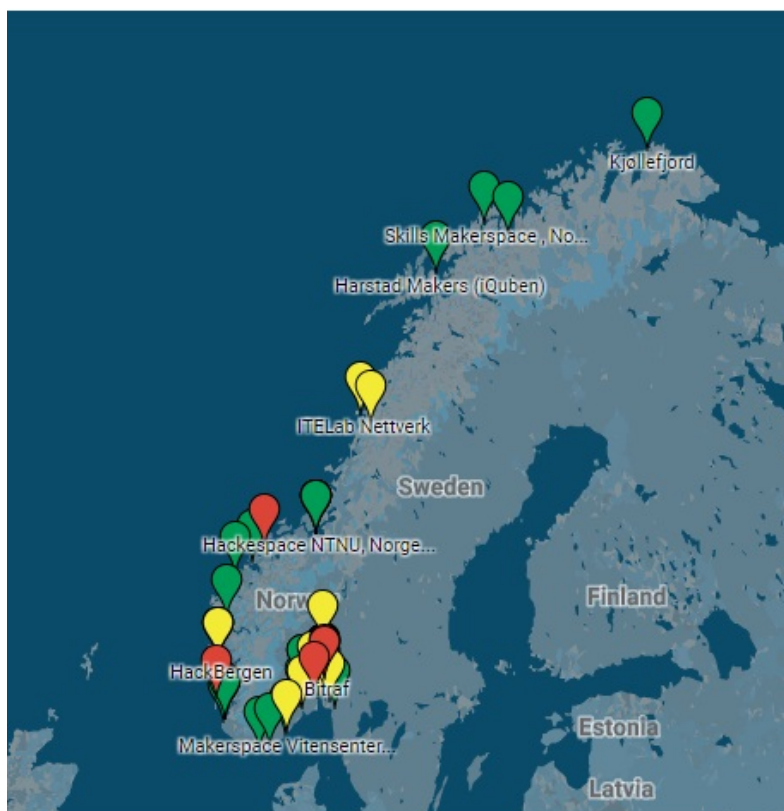 Kjøllefjord
Skills Makerspace , No...
Harstad Makers (iQuben)
ITELab Nettverk
Sweden
Hackespace NTNU, Norge...
Finland
HackBergen
Bitraf
Estonia
Makerspace Vitensenter...
Latvia